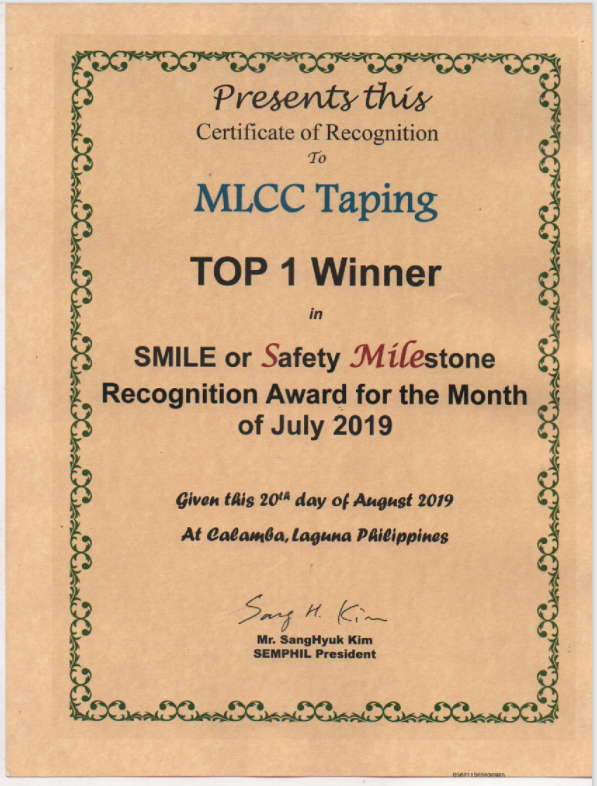 Presents this
Certificate of Recognition
To
MLCC Taping
TOP 1 Winner
in
SMILE or Safety Milestone
Recognition Award for the Month
of July 2019
Given this 20th day of August 2019
At Calamba, Laguna Philippines
Sang H. Kim
Mr. SangHyuk Kim
SEMPHIL President